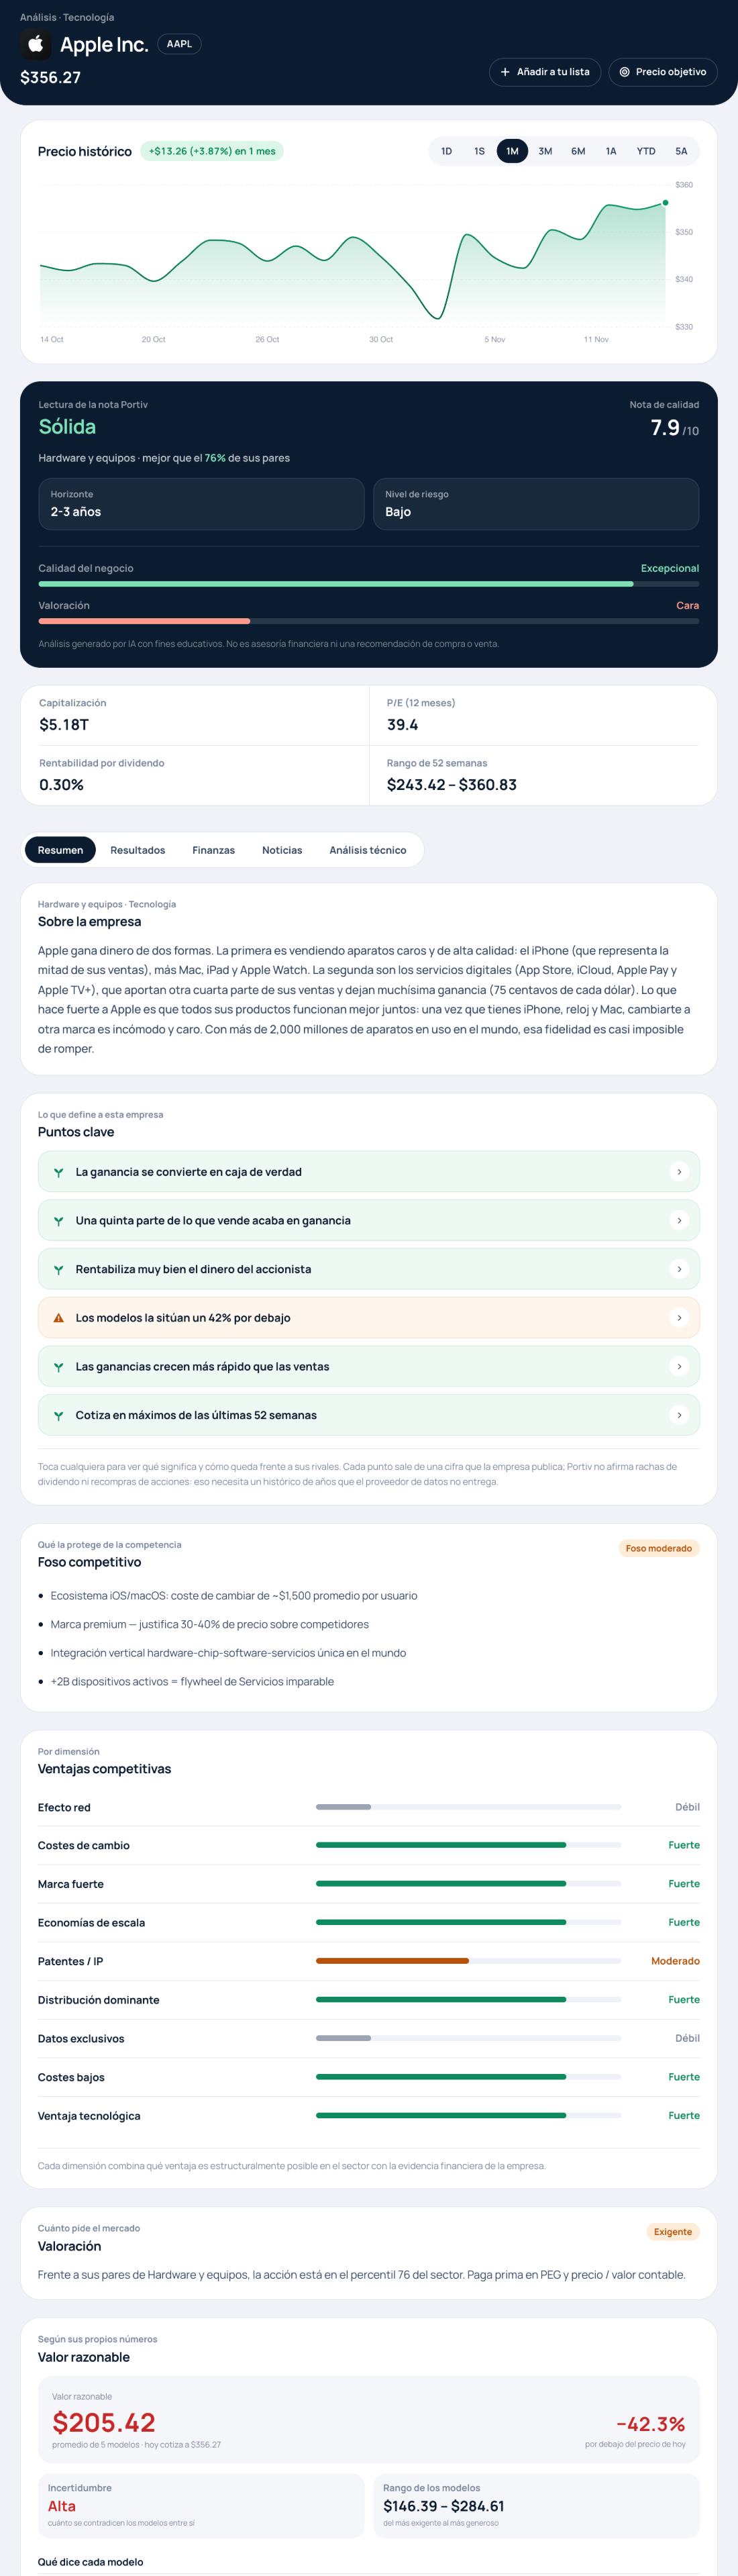 Análisis · Tecnología
Apple Inc.
AAPL
$356.27
Añadir a tu lista
Precio objetivo
Precio histórico
+$13.26 (+3.87%) en 1 mes
1D
1S
1M
3M
6M
1A
YTD
5A
$360
$350
$340
$330
14 Oct
20 Oct
26 Oct
30 Oct
5 Nov
11 Nov
Lectura de la nota Portiv
Nota de calidad
Sólida
7.9 /10
Hardware y equipos · mejor que el 76% de sus pares
Horizonte
2-3 años
Nivel de riesgo
Bajo
Calidad del negocio
Excepcional
Valoración
Cara
Análisis generado por IA con fines educativos. No es asesoría financiera ni una recomendación de compra o venta.
Capitalización
$5.18T
P/E (12 meses)
39.4
Rentabilidad por dividendo
0.30%
Rango de 52 semanas
$243.42 – $360.83
Resumen
Resultados
Finanzas
Noticias
Análisis técnico
Hardware y equipos · Tecnología
Sobre la empresa
Apple gana dinero de dos formas. La primera es vendiendo aparatos caros y de alta calidad: el iPhone (que representa la
mitad de sus ventas), más Mac, iPad y Apple Watch. La segunda son los servicios digitales (App Store, iCloud, Apple Pay y
Apple TV+), que aportan otra cuarta parte de sus ventas y dejan muchísima ganancia (75 centavos de cada dólar). Lo que
hace fuerte a Apple es que todos sus productos funcionan mejor juntos: una vez que tienes iPhone, reloj y Mac, cambiarte a
otra marca es incómodo y caro. Con más de 2,000 millones de aparatos en uso en el mundo, esa fidelidad es casi imposible
de romper.
Lo que define a esta empresa
Puntos clave
La ganancia se convierte en caja de verdad
Una quinta parte de lo que vende acaba en ganancia
Rentabiliza muy bien el dinero del accionista
Los modelos la sitúan un 42% por debajo
Las ganancias crecen más rápido que las ventas
Cotiza en máximos de las últimas 52 semanas
Toca cualquiera para ver qué significa y cómo queda frente a sus rivales. Cada punto sale de una cifra que la empresa publica; Portiv no afirma rachas de
dividendo ni recompras de acciones: eso necesita un histórico de años que el proveedor de datos no entrega.
Qué la protege de la competencia
Foso competitivo
Foso moderado
Ecosistema iOS/macOS: coste de cambiar de ~$1,500 promedio por usuario
Marca premium — justifica 30-40% de precio sobre competidores
Integración vertical hardware-chip-software-servicios única en el mundo
+2B dispositivos activos = flywheel de Servicios imparable
Por dimensión
Ventajas competitivas
Efecto red
Débil
Costes de cambio
Fuerte
Marca fuerte
Fuerte
Economías de escala
Fuerte
Patentes / IP
Moderado
Distribución dominante
Fuerte
Datos exclusivos
Débil
Costes bajos
Fuerte
Ventaja tecnológica
Fuerte
Cada dimensión combina qué ventaja es estructuralmente posible en el sector con la evidencia financiera de la empresa.
Cuánto pide el mercado
Valoración
Exigente
Frente a sus pares de Hardware y equipos, la acción está en el percentil 76 del sector. Paga prima en PEG y precio / valor contable.
Según sus propios números
Valor razonable
Valor razonable
$205.42
−42.3%
promedio de 5 modelos · hoy cotiza a $356.27
por debajo del precio de hoy
Incertidumbre
Alta
cuánto se contradicen los modelos entre sí
Rango de los modelos
$146.39 – $284.61
del más exigente al más generoso
Qué dice cada modelo